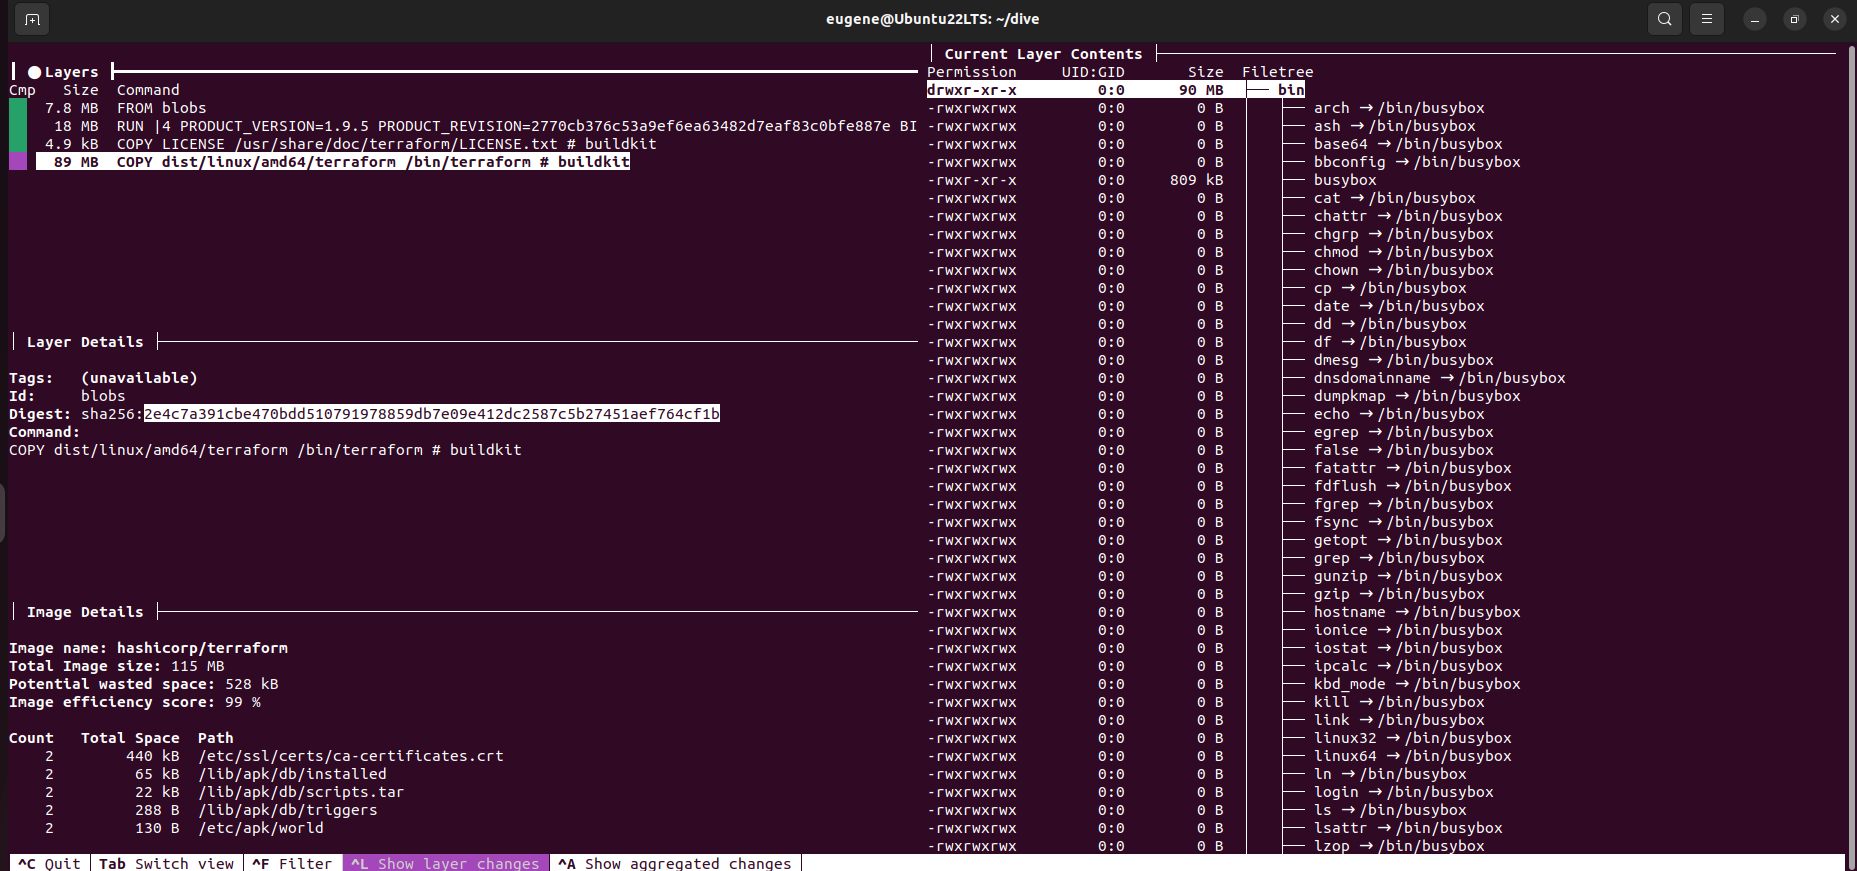 eugene@Ubuntu22LTS: ~/dive
● Layers
Cmp Size Command
7.8 MB FROM blobs
18 MB RUN |4 PRODUCT_VERSION=1.9.5 PRODUCT_REVISION=2770cb376c53a9ef6ea63482d7eaf83c0bfe887e BI
4.9 kB COPY LICENSE /usr/share/doc/terraform/LICENSE.txt # buildkit
89 MB COPY dist/linux/amd64/terraform /bin/terraform # buildkit
Layer Details
Tags: (unavailable)
Id: blobs
Digest: sha256:2e4c7a391cbe470bdd510791978859db7e09e412dc2587c5b27451aef764cf1b
Command:
COPY dist/linux/amd64/terraform /bin/terraform # buildkit
Image Details
Image name: hashicorp/terraform
Total Image size: 115 MB
Potential wasted space: 528 kB
Image efficiency score: 99 %
Count Total Space Path
2 440 kB /etc/ssl/certs/ca-certificates.crt
2 65 kB /lib/apk/db/installed
2 22 kB /lib/apk/db/scripts.tar
2 288 B /lib/apk/db/triggers
2 130 B /etc/apk/world
Current Layer Contents
Permission UID:GID Size Filetree
drwxr-xr-x 0:0 90 MB ├── bin
-rwxrwxrwx 0:0 0 B │ ├── arch → /bin/busybox
-rwxrwxrwx 0:0 0 B │ ├── ash → /bin/busybox
-rwxrwxrwx 0:0 0 B │ ├── base64 → /bin/busybox
-rwxrwxrwx 0:0 0 B │ ├── bbconfig → /bin/busybox
-rwxr-xr-x 0:0 809 kB │ ├── busybox
-rwxrwxrwx 0:0 0 B │ ├── cat → /bin/busybox
-rwxrwxrwx 0:0 0 B │ ├── chattr → /bin/busybox
-rwxrwxrwx 0:0 0 B │ ├── chgrp → /bin/busybox
-rwxrwxrwx 0:0 0 B │ ├── chmod → /bin/busybox
-rwxrwxrwx 0:0 0 B │ ├── chown → /bin/busybox
-rwxrwxrwx 0:0 0 B │ ├── cp → /bin/busybox
-rwxrwxrwx 0:0 0 B │ ├── date → /bin/busybox
-rwxrwxrwx 0:0 0 B │ ├── dd → /bin/busybox
-rwxrwxrwx 0:0 0 B │ ├── df → /bin/busybox
-rwxrwxrwx 0:0 0 B │ ├── dmesg → /bin/busybox
-rwxrwxrwx 0:0 0 B │ ├── dnsdomainname → /bin/busybox
-rwxrwxrwx 0:0 0 B │ ├── dumpkmap → /bin/busybox
-rwxrwxrwx 0:0 0 B │ ├── echo → /bin/busybox
-rwxrwxrwx 0:0 0 B │ ├── egrep → /bin/busybox
-rwxrwxrwx 0:0 0 B │ ├── false → /bin/busybox
-rwxrwxrwx 0:0 0 B │ ├── fatattr → /bin/busybox
-rwxrwxrwx 0:0 0 B │ ├── fdflush → /bin/busybox
-rwxrwxrwx 0:0 0 B │ ├── fgrep → /bin/busybox
-rwxrwxrwx 0:0 0 B │ ├── fsync → /bin/busybox
-rwxrwxrwx 0:0 0 B │ ├── getopt → /bin/busybox
-rwxrwxrwx 0:0 0 B │ ├── grep → /bin/busybox
-rwxrwxrwx 0:0 0 B │ ├── gunzip → /bin/busybox
-rwxrwxrwx 0:0 0 B │ ├── gzip → /bin/busybox
-rwxrwxrwx 0:0 0 B │ ├── hostname → /bin/busybox
-rwxrwxrwx 0:0 0 B │ ├── ionice → /bin/busybox
-rwxrwxrwx 0:0 0 B │ ├── iostat → /bin/busybox
-rwxrwxrwx 0:0 0 B │ ├── ipcalc → /bin/busybox
-rwxrwxrwx 0:0 0 B │ ├── kbd_mode → /bin/busybox
-rwxrwxrwx 0:0 0 B │ ├── kill → /bin/busybox
-rwxrwxrwx 0:0 0 B │ ├── link → /bin/busybox
-rwxrwxrwx 0:0 0 B │ ├── linux32 → /bin/busybox
-rwxrwxrwx 0:0 0 B │ ├── linux64 → /bin/busybox
-rwxrwxrwx 0:0 0 B │ ├── ln → /bin/busybox
-rwxrwxrwx 0:0 0 B │ ├── login → /bin/busybox
-rwxrwxrwx 0:0 0 B │ ├── ls → /bin/busybox
-rwxrwxrwx 0:0 0 B │ ├── lsattr → /bin/busybox
-rwxrwxrwx 0:0 0 B │ ├── lzop → /bin/busybox
^C Quit | Tab Switch view | ^F Filter ^L Show layer changes | ^A Show aggregated changes |